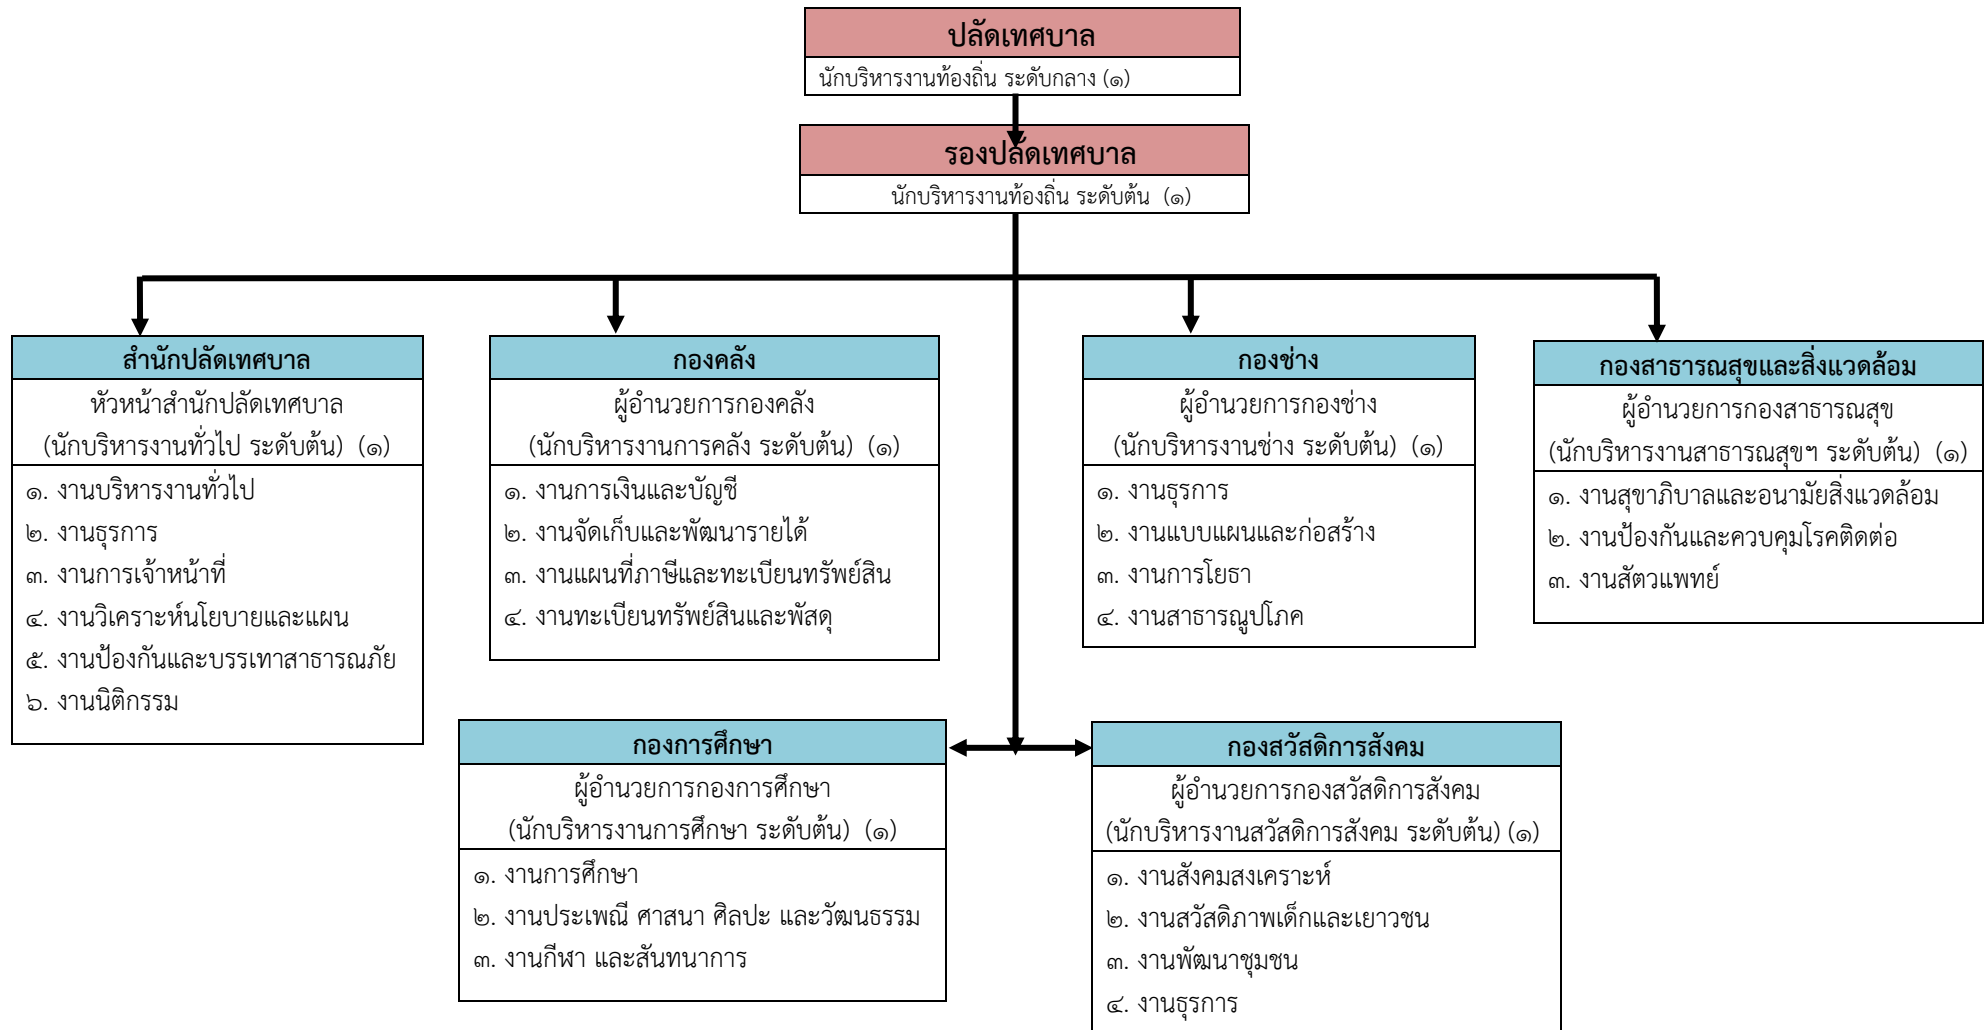 ปลัดเทศบาล
นักบริหารงานท้องถิ่น ระดับกลาง (๑)
รองปลัดเทศบาล
นักบริหารงานท้องถิ่น ระดับต้น (๑)
สำนักปลัดเทศบาล
หัวหน้าสำนักปลัดเทศบาล
(นักบริหารงานทั่วไป ระดับต้น) (๑)
๑. งานบริหารงานทั่วไป
๒. งานธุรการ
๓. งานการเจ้าหน้าที่
๔. งานวิเคราะห์นโยบายและแผน
๕. งานป้องกันและบรรเทาสาธารณภัย
๖. งานนิติกรรม
กองคลัง
ผู้อำนวยการกองคลัง
(นักบริหารงานการคลัง ระดับต้น) (๑)
๑. งานการเงินและบัญชี
๒. งานจัดเก็บและพัฒนารายได้
๓. งานแผนที่ภาษีและทะเบียนทรัพย์สิน
๔. งานทะเบียนทรัพย์สินและพัสดุ
กองช่าง
ผู้อำนวยการกองช่าง
(นักบริหารงานช่าง ระดับต้น) (๑)
๑. งานธุรการ
๒. งานแบบแผนและก่อสร้าง
๓. งานการโยธา
๔. งานสาธารณูปโภค
กองสาธารณสุขและสิ่งแวดล้อม
ผู้อำนวยการกองสาธารณสุข
(นักบริหารงานสาธารณสุขฯ ระดับต้น) (๑)
๑. งานสุขาภิบาลและอนามัยสิ่งแวดล้อม
๒. งานป้องกันและควบคุมโรคติดต่อ
๓. งานสัตวแพทย์
กองการศึกษา
ผู้อำนวยการกองการศึกษา
(นักบริหารงานการศึกษา ระดับต้น) (๑)
๑. งานการศึกษา
๒. งานประเพณี ศาสนา ศิลปะ และวัฒนธรรม
๓. งานกีฬา และสันทนาการ
กองสวัสดิการสังคม
ผู้อำนวยการกองสวัสดิการสังคม
(นักบริหารงานสวัสดิการสังคม ระดับต้น) (๑)
๑. งานสังคมสงเคราะห์
๒. งานสวัสดิภาพเด็กและเยาวชน
๓. งานพัฒนาชุมชน
๔. งานธุรการ